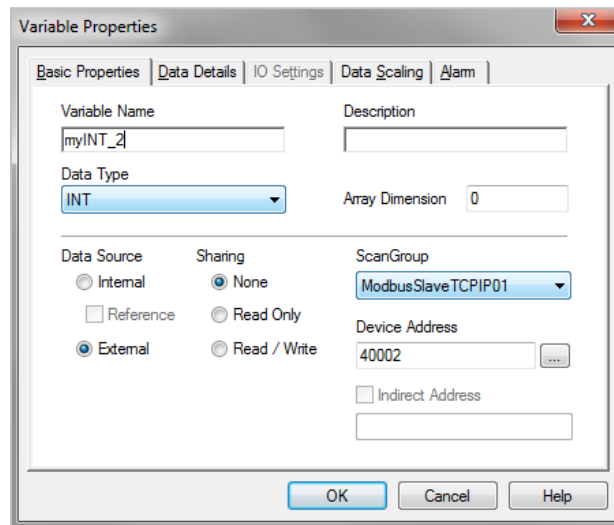 Variable Properties
Basic Properties Data Details IO Settings Data Scaling Alarm
Variable Name Description
myINT_2
Data Type
INT Array Dimension 0
Data Source Sharing ScanGroup
Internal None ModbusSlaveTCPIP01
Reference Read Only Device Address
External Read / Write 40002 ...
Indirect Address
OK Cancel Help